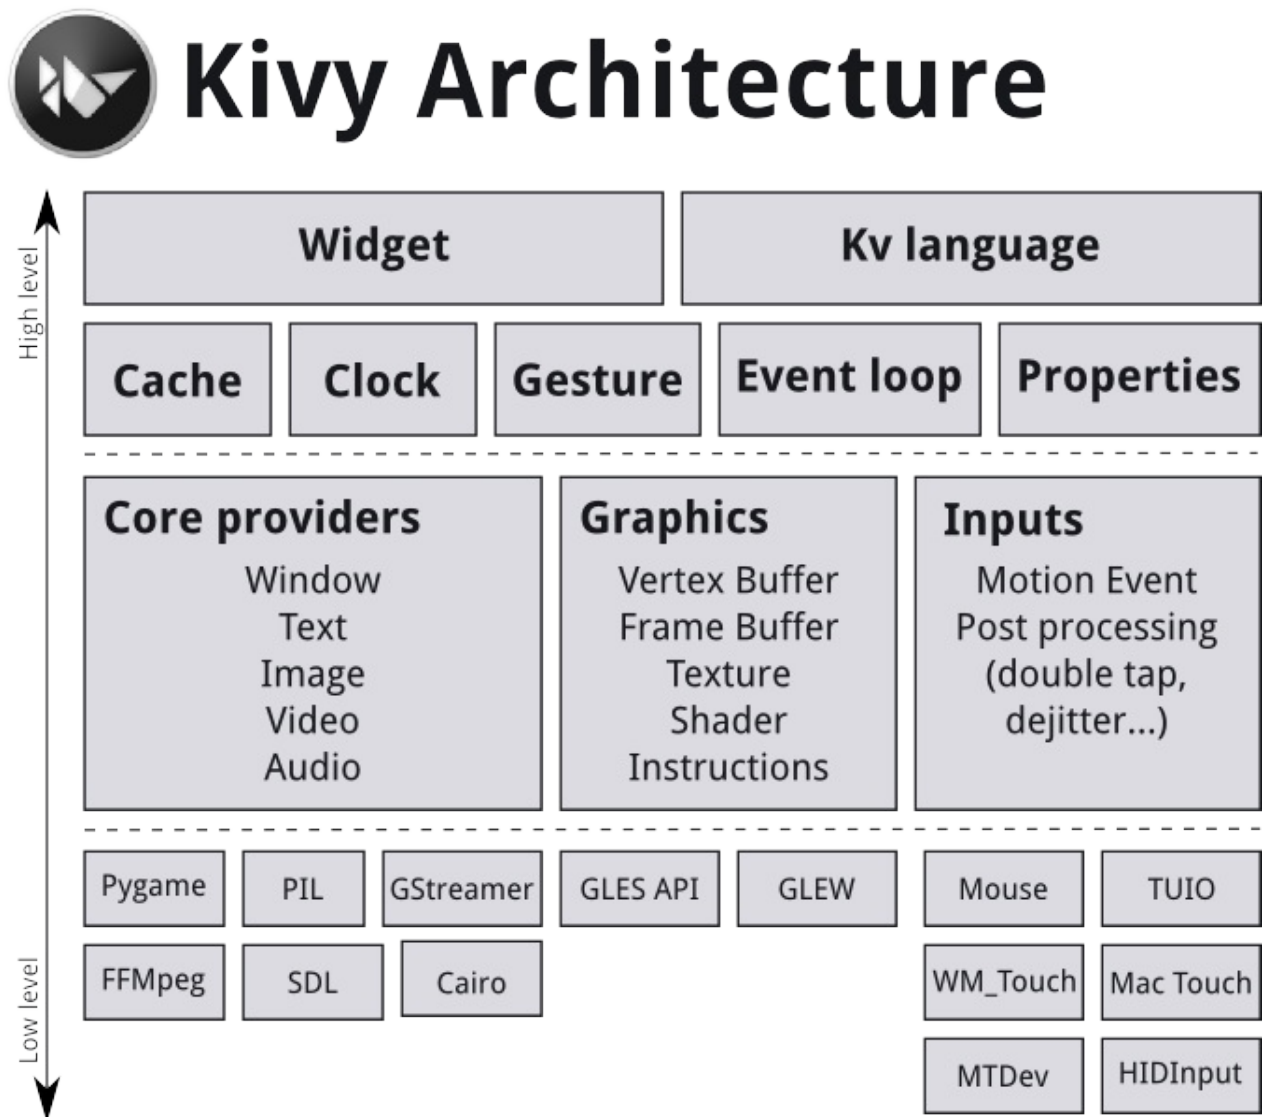 Kivy Architecture
High level
Widget
Kv language
Cache
Clock
Gesture
Event loop
Properties
Core providers
Window
Text
Image
Video
Audio
Graphics
Vertex Buffer
Frame Buffer
Texture
Shader
Instructions
Inputs
Motion Event
Post processing
(double tap,
dejitter...)
Low level
Pygame
PIL
GStreamer
GLES API
GLEW
Mouse
TUIO
FFMpeg
SDL
Cairo
WM_Touch
Mac Touch
MTDev
HIDInput